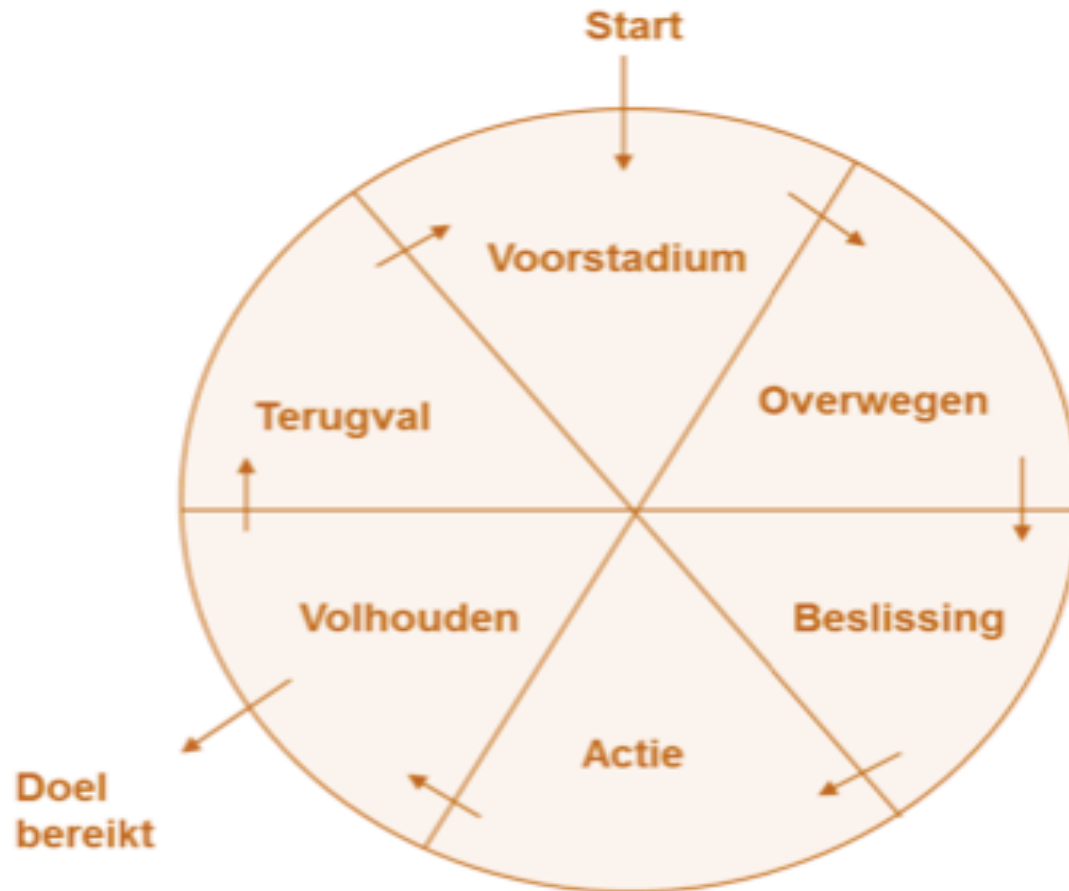 Start
Voorstadium
Overwegen
Terugval
Volhouden
Beslissing
Actie
Doel
bereikt